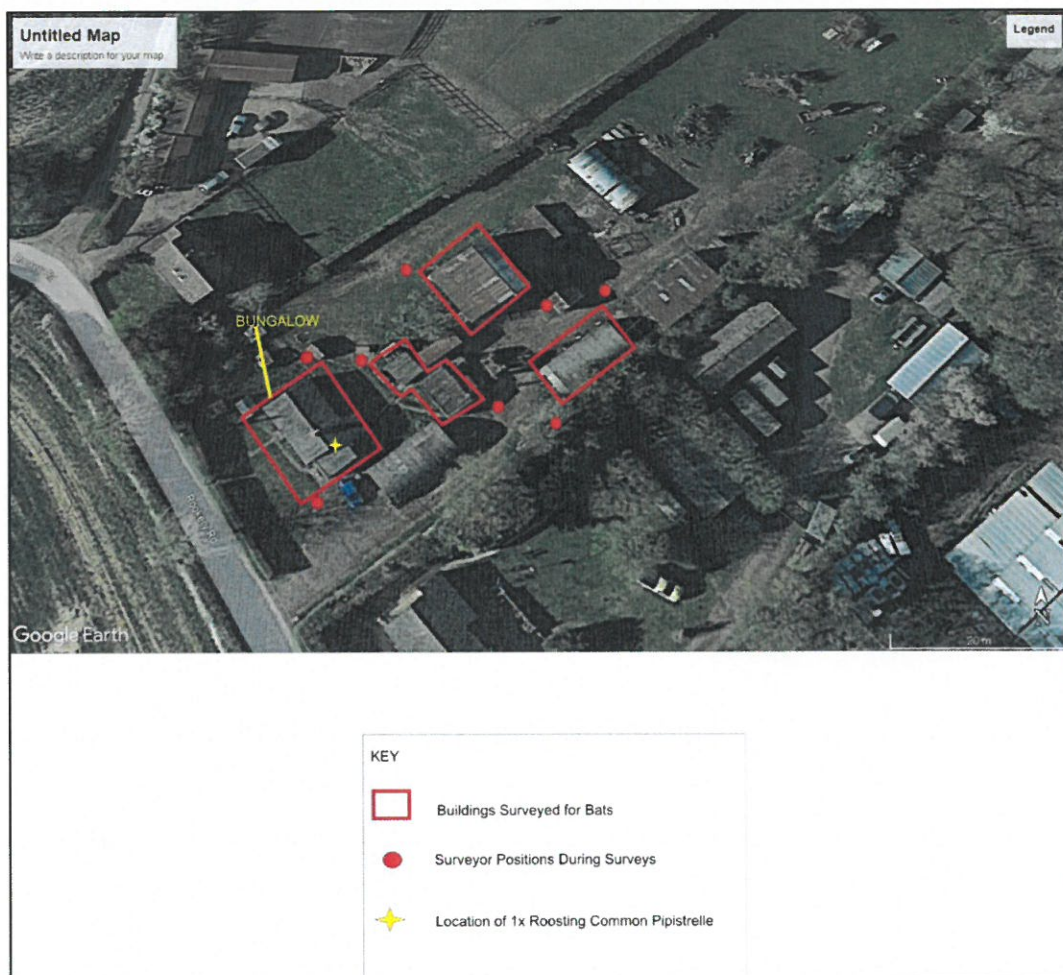 Untitled Map
Write a description for your map.
Legend
BUNGALOW
Google Earth
20 m
KEY
Buildings Surveyed for Bats
Surveyor Positions During Surveys
Location of 1x Roosting Common Pipistrelle